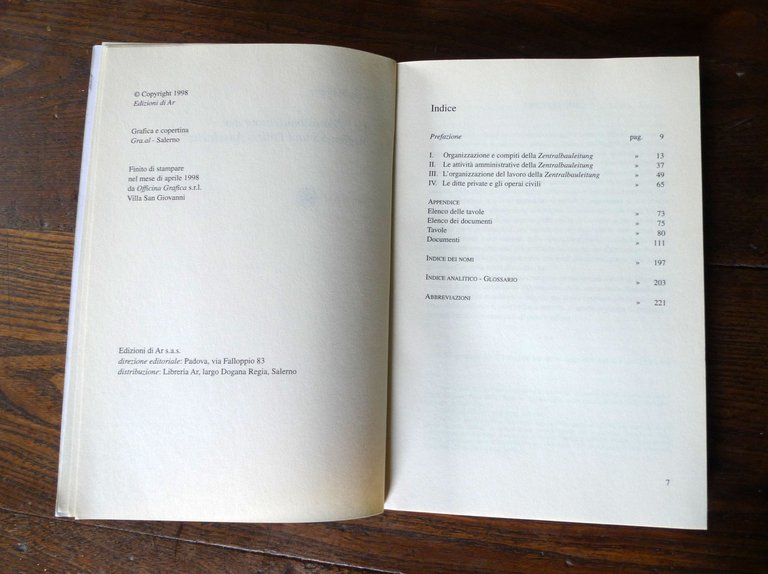 © Copyright 1998
Edizioni di Ar
Grafica e copertina
Gra.al - Salerno
Finito di stampare
nel mese di aprile 1998
da Officina Grafica s.r.l.
Villa San Giovanni
Edizioni di Ar s.a.s.
direzione editoriale: Padova, via Falloppio 83
distribuzione: Libreria Ar, largo Dogana Regia, Salerno
Indice
Prefazione pag. 9
I. Organizzazione e compiti della Zentralbauleitung » 13
II. Le attività amministrative della Zentralbauleitung » 37
III. L'organizzazione del lavoro della Zentralbauleitung » 49
IV. Le ditte private e gli operai civili » 65
APPENDICE
Elenco delle tavole » 73
Elenco dei documenti » 75
Tavole » 80
Documenti » 111
INDICE DEI NOMI » 197
INDICE ANALITICO - GLOSSARIO » 203
ABBREVIAZIONI » 221
7